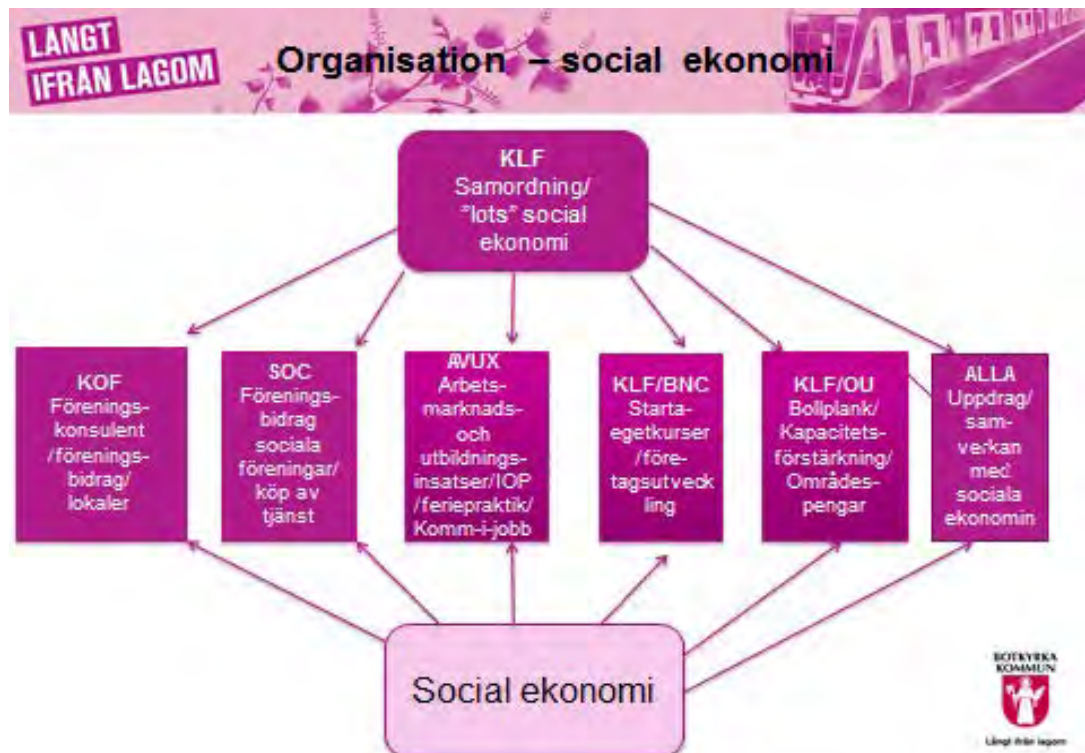 LÅNGT
IFRÅN LAGOM
Organisation – social ekonomi
KLF
Samordning/
"lots" social
ekonomi
KOF
Förenings-
konsulent
/förenings-
bidrag/
lokaler
SOC
Förenings-
bidrag
sociala
föreningar/
köp av
tjänst
AVUX
Arbets-
marknads-
och
utbildnings-
insatser/IOP
/feriepraktik/
Komm-i-jobb
KLF/BNC
Starta-
egetkurser
/före-
tagsutveck
ling
KLF/OU
Bollplank/
Kapacitets-
förstärkning/
Områdes-
pengar
ALLA
Uppdrag/
sam-
verkan
med
sociala
ekonomin
Social ekonomi
BOTKYRKA
KOMMUN
Långt ifrån lagom